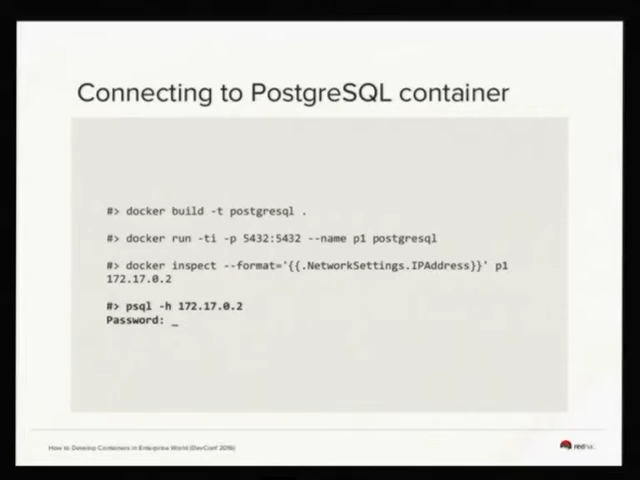 Connecting to PostgreSQL container
#> docker build -t postgresql .
#> docker run -ti -p 5432:5432 --name p1 postgresql
#> docker inspect --format='{{.NetworkSettings.IPAddress}}' p1
172.17.0.2
#> psql -h 172.17.0.2
Password: _
How to Develop Containers in Enterprise World (DevConf 2016)
redhat.